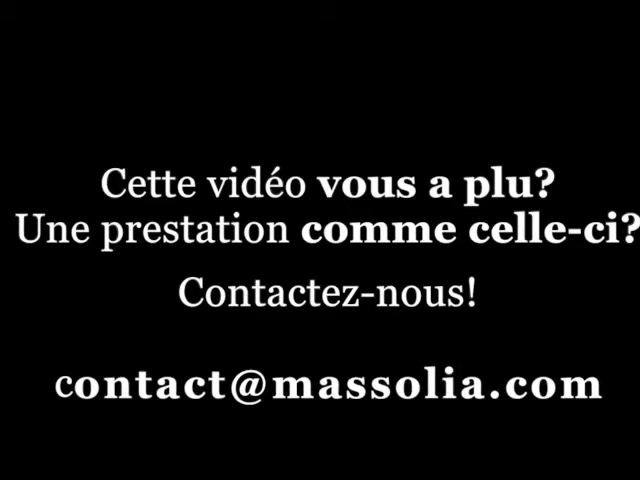 Cette vidéo vous a plu?
Une prestation comme celle-ci?
Contactez-nous!
contact@massolia.com